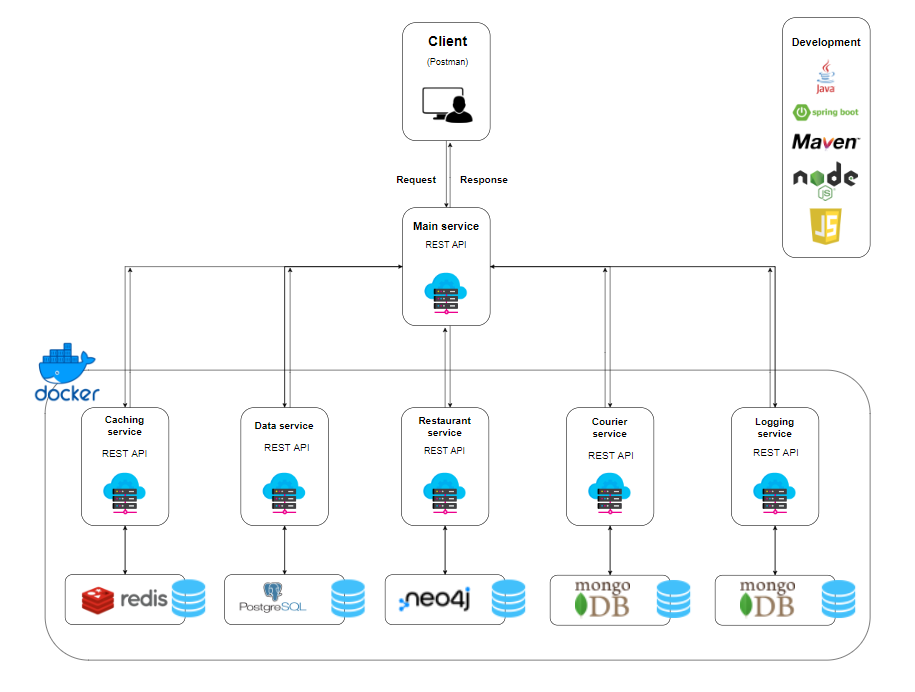 Client
(Postman)
Development
Java
spring boot
Maven
node
JS
JS
Request
Response
Main service
REST API
docker
Caching
service
REST API
Data service
REST API
Restaurant
service
REST API
Courier
service
REST API
Logging
service
REST API
redis
PostgreSQL
neo4j
mongo
DB
mongo
DB